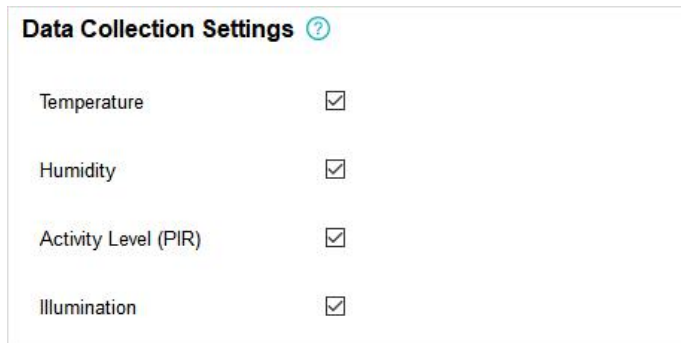 Data Collection Settings ?
Temperature
Humidity
Activity Level (PIR)
Illumination